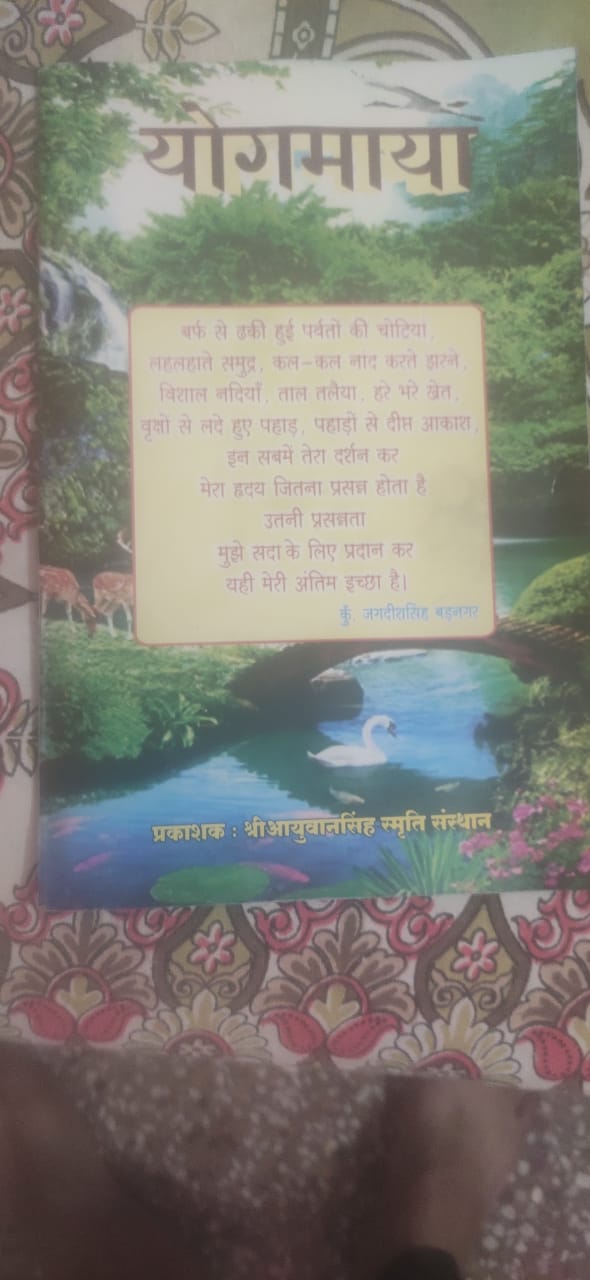 योगमाया
बर्फ से ढकी हुई पर्वतों की चोटियां,
लहलहाते समुद्र, कल-कल नाद करते झरने,
विशाल नदियाँ, ताल तलैया, हरे भरे खेत,
वृक्षों से लदे हुए पहाड़, पहाड़ों से दीप्त आकाश,
इन सबमें तेरा दर्शन कर
मेरा हृदय जितना प्रसन्न होता है
उतनी प्रसन्नता
मुझे सदा के लिए प्रदान कर
यही मेरी अंतिम इच्छा है।
कुँ. जगदीशसिंह बड़नगर
प्रकाशक : श्री आयुवानसिंह स्मृति संस्थान